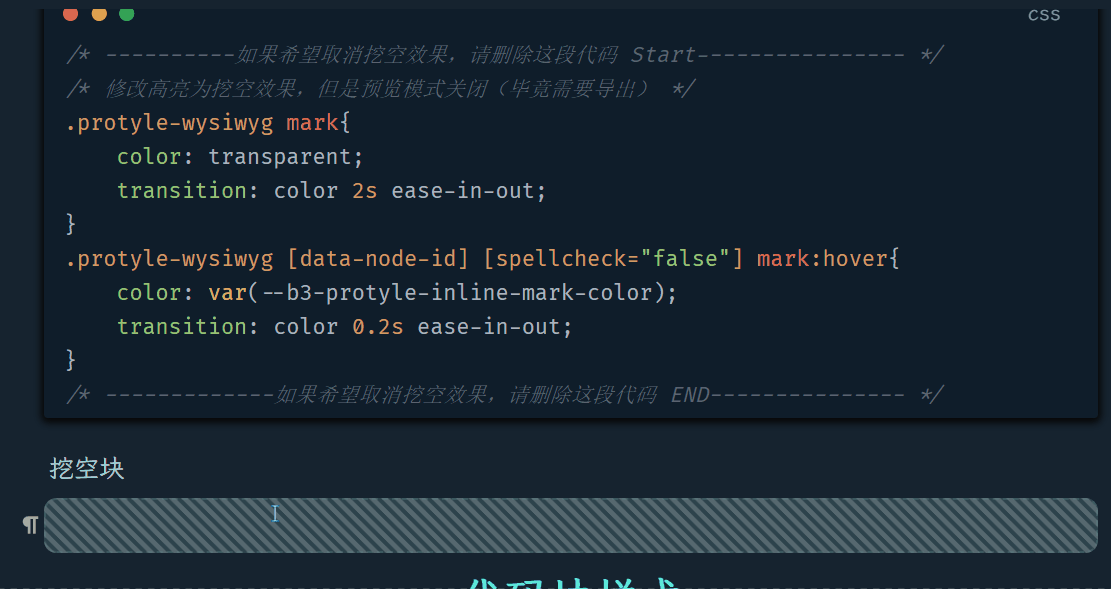 css
/* ----------如果希望取消挖空效果，请删除这段代码 Start---------------- */
/* 修改高亮为挖空效果，但是预览模式关闭（毕竟需要导出） */
.protyle-wysiwyg mark{
    color: transparent;
    transition: color 2s ease-in-out;
}
.protyle-wysiwyg [data-node-id] [spellcheck="false"] mark:hover{
    color: var(--b3-protyle-inline-mark-color);
    transition: color 0.2s ease-in-out;
}
/* -------------如果希望取消挖空效果，请删除这段代码 END--------------- */
挖空块
¶
代码块样式